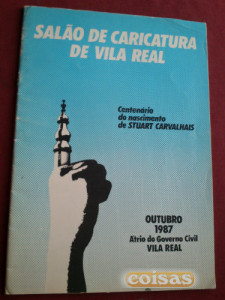 SALÃO DE CARICATURA
DE VILA REAL
Centenário
do nascimento
de STUART CARVALHAIS
OUTUBRO
1987
Átrio do Governo Civil
VILA REAL
coisas